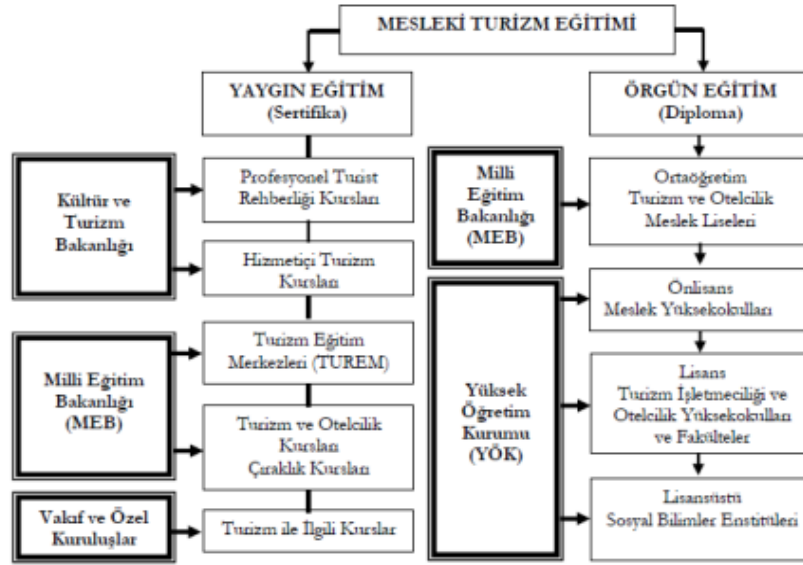 MESLEKİ TURİZM EĞİTİMİ
YAYGIN EĞİTİM
(Sertifika)
ÖRGÜN EĞİTİM
(Diploma)
Kültür ve
Turizm
Bakanlığı
Profesyonel Turist
Rehberliği Kursları
Hizmetiçi Turizm
Kursları
Milli Eğitim
Bakanlığı
(MEB)
Turizm Eğitim
Merkezleri (TUREM)
Turizm ve Otelcilik
Kursları
Çıraklık Kursları
Vakıf ve Özel
Kuruluşlar
Turizm ile İlgili Kurslar
Milli
Eğitim
Bakanlığı
(MEB)
Ortaöğretim
Turizm ve Otelcilik
Meslek Liseleri
Yüksek
Öğretim
Kurumu
(YÖK)
Önlisans
Meslek Yüksekokulları
Lisans
Turizm İşletmeciliği ve
Otelcilik Yüksekokulları
ve Fakülteler
Lisansüstü
Sosyal Bilimler Enstitüleri